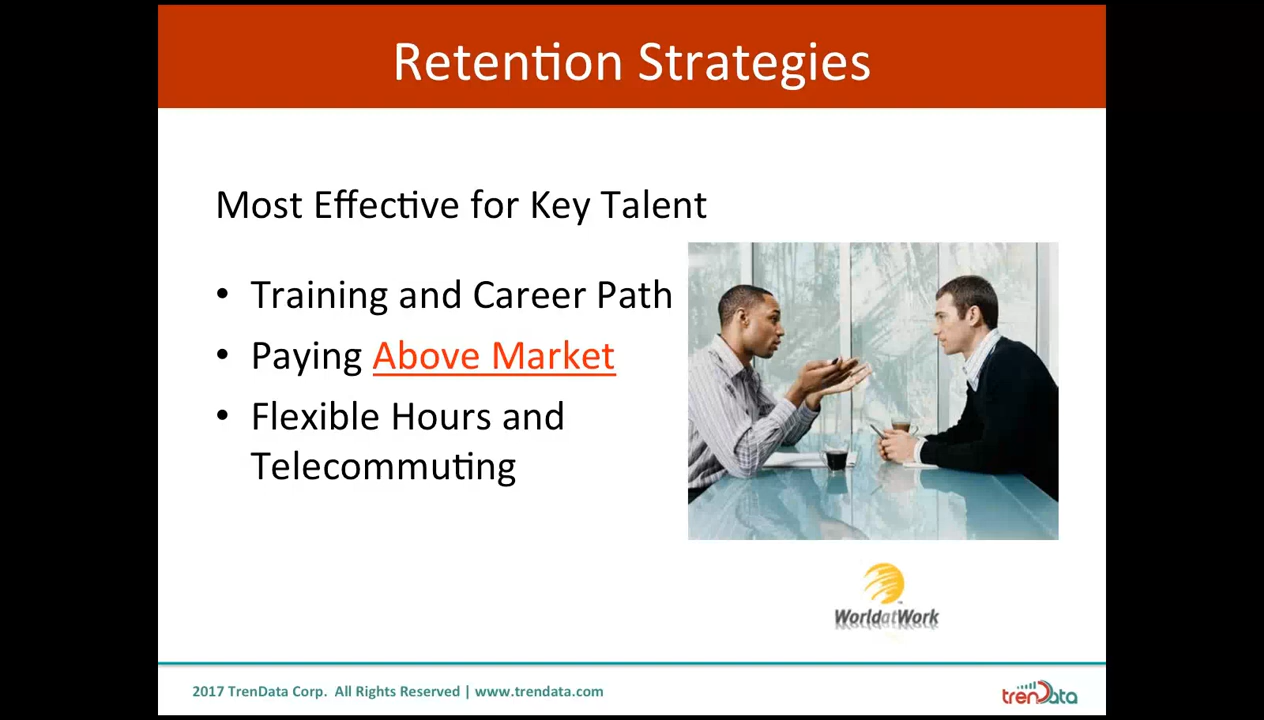 Retention Strategies
Most Effective for Key Talent
• Training and Career Path
• Paying Above Market
• Flexible Hours and
Telecommuting
WorldatWork
2017 TrenData Corp. All Rights Reserved | www.trendata.com
trenData